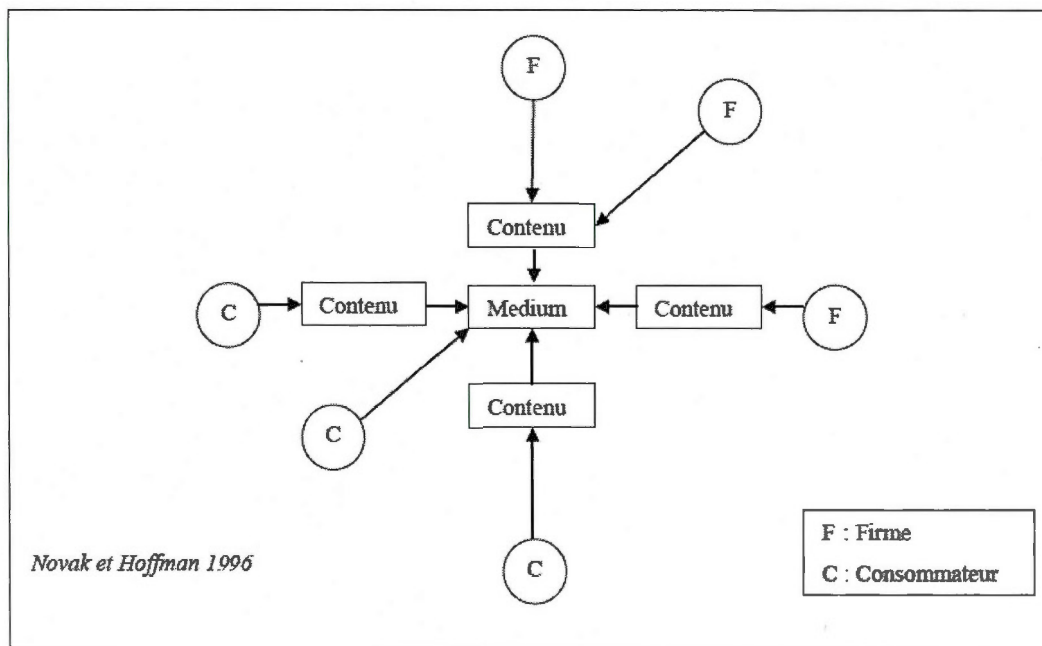 F
F
Contenu
C
Contenu
Medium
Contenu
F
Contenu
C
C
Novak et Hoffman 1996
F : Firme
C : Consommateur